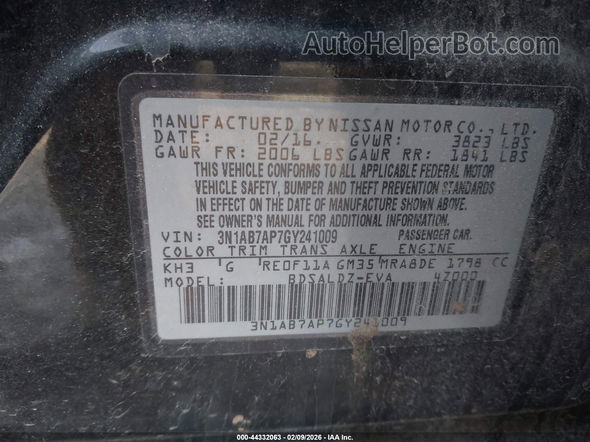 AutoHelperBot.com
MANUFACTURED BY NISSAN MOTOR CO., LTD.
DATE: 02/16. GVWR: 3823 LBS
GAWR FR: 2006 LBS GAWR RR: 1841 LBS
THIS VEHICLE CONFORMS TO ALL APPLICABLE FEDERAL MOTOR
VEHICLE SAFETY, BUMPER AND THEFT PREVENTION STANDARDS
IN EFFECT ON THE DATE OF MANUFACTURE SHOWN ABOVE.
SEE OWNER'S MANUAL FOR ADDITIONAL INFORMATION.
VIN: 3N1AB7AP7GY241009 PASSENGER CAR.
COLOR TRIM TRANS AXLE ENGINE
KH3 G RE0F11A GM35 MRA8DE 1798 CC
MODEL: BDSALDZ-EVA 4Z000
3N1AB7AP7GY241009
000-44332063 - 02/09/2026 - IAA Inc.